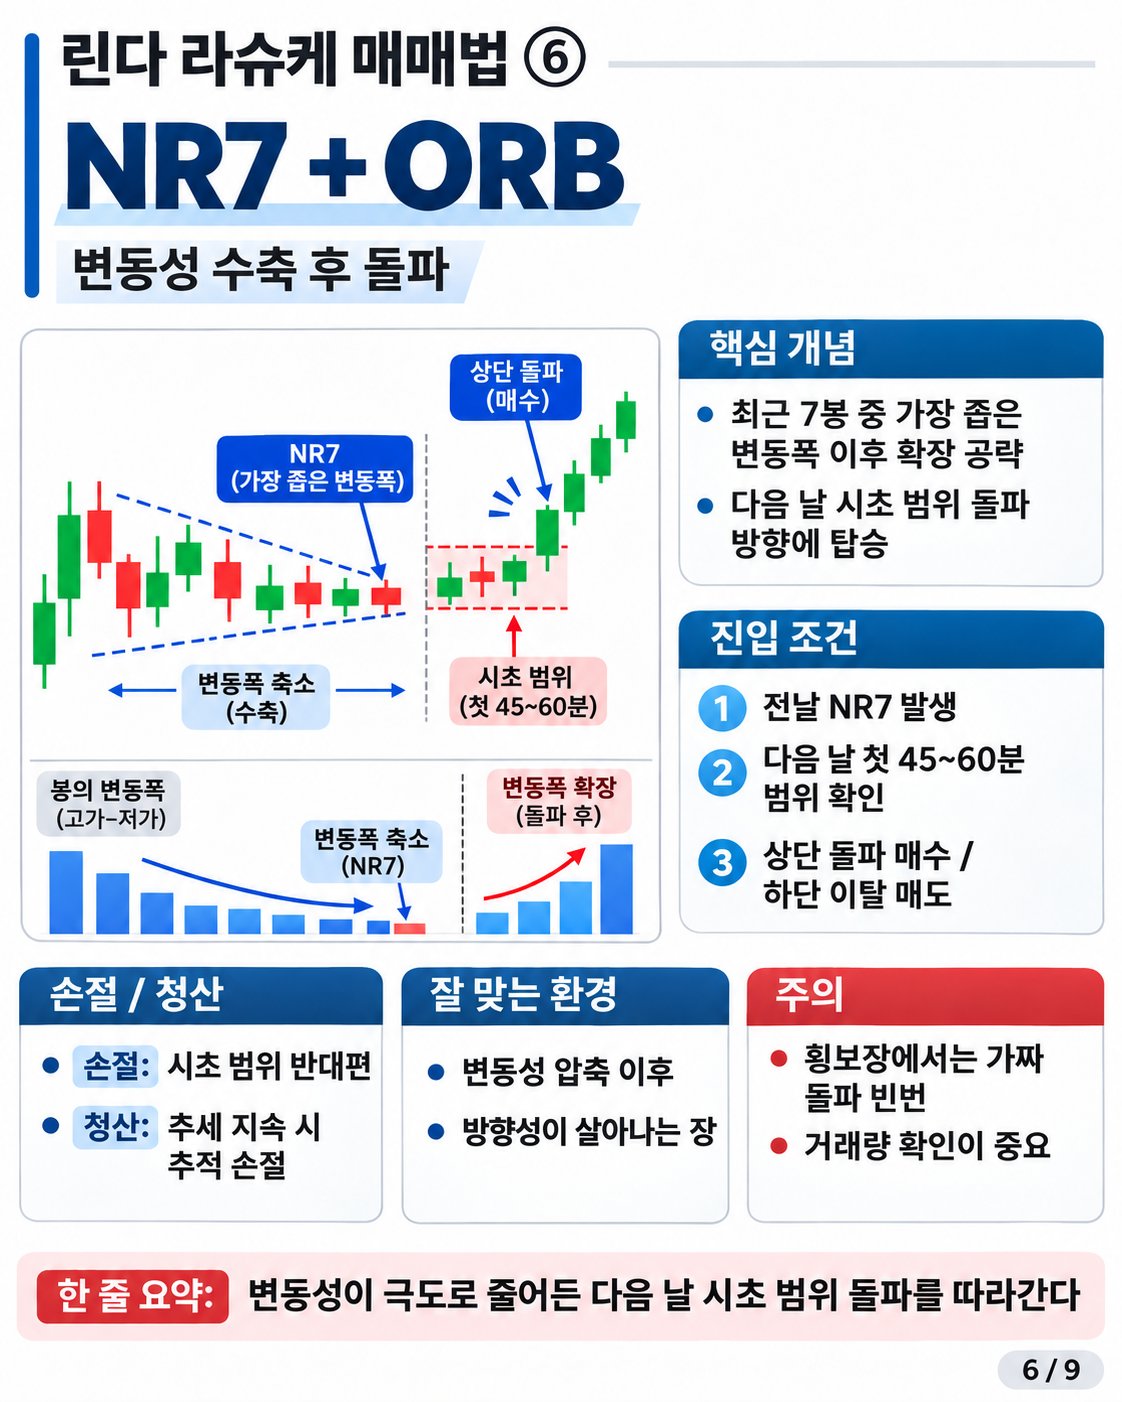 린다 라슈케 매매법 ⑥
NR7 + ORB
변동성 수축 후 돌파
상단 돌파
(매수)
NR7
(가장 좁은 변동폭)
변동폭 축소
(수축)
시초 범위
(첫 45~60분)
봉의 변동폭
(고가–저가)
변동폭 축소
(NR7)
변동폭 확장
(돌파 후)
핵심 개념
최근 7봉 중 가장 좁은
변동폭 이후 확장 공략
다음 날 시초 범위 돌파
방향에 탑승
진입 조건
1 전날 NR7 발생
2 다음 날 첫 45~60분
범위 확인
3 상단 돌파 매수 /
하단 이탈 매도
손절 / 청산
손절: 시초 범위 반대편
청산: 추세 지속 시
추적 손절
잘 맞는 환경
변동성 압축 이후
방향성이 살아나는 장
주의
횡보장에서는 가짜
돌파 빈번
거래량 확인이 중요
한 줄 요약: 변동성이 극도로 줄어든 다음 날 시초 범위 돌파를 따라간다
6 / 9